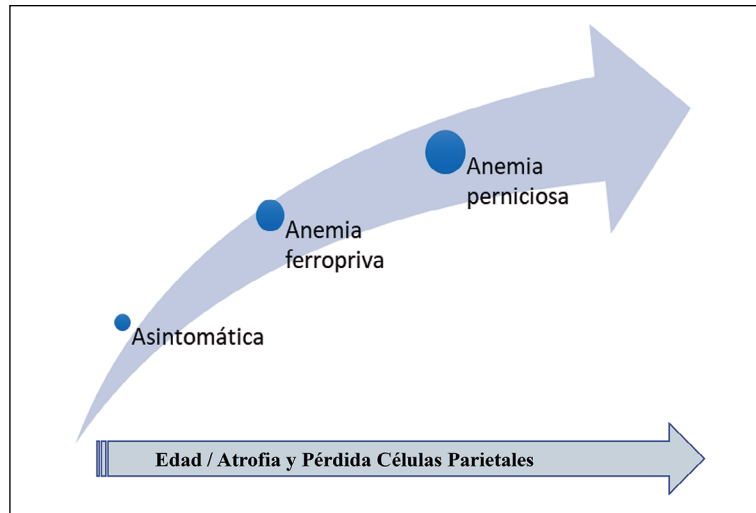 Anemia
perniciosa
Anemia
ferropriva
Asintomática
Edad / Atrofia y Pérdida Células Parietales